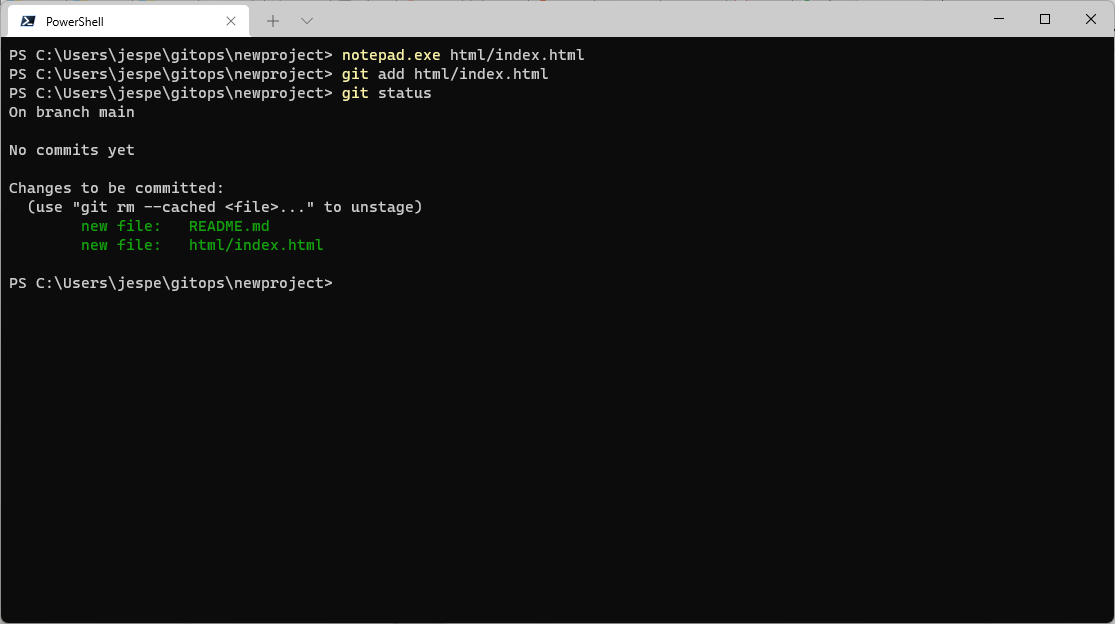 PowerShell
PS C:\Users\jespe\gitops\newproject> notepad.exe html/index.html
PS C:\Users\jespe\gitops\newproject> git add html/index.html
PS C:\Users\jespe\gitops\newproject> git status
On branch main
No commits yet
Changes to be committed:
  (use "git rm --cached <file>..." to unstage)
        new file:   README.md
        new file:   html/index.html
PS C:\Users\jespe\gitops\newproject>